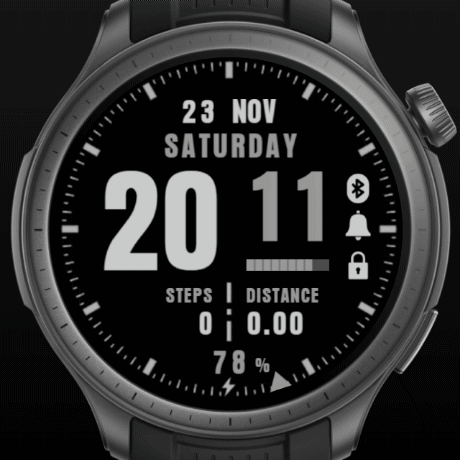 23 NOV
SATURDAY
20 11
STEPS DISTANCE
0 0.00
78 %